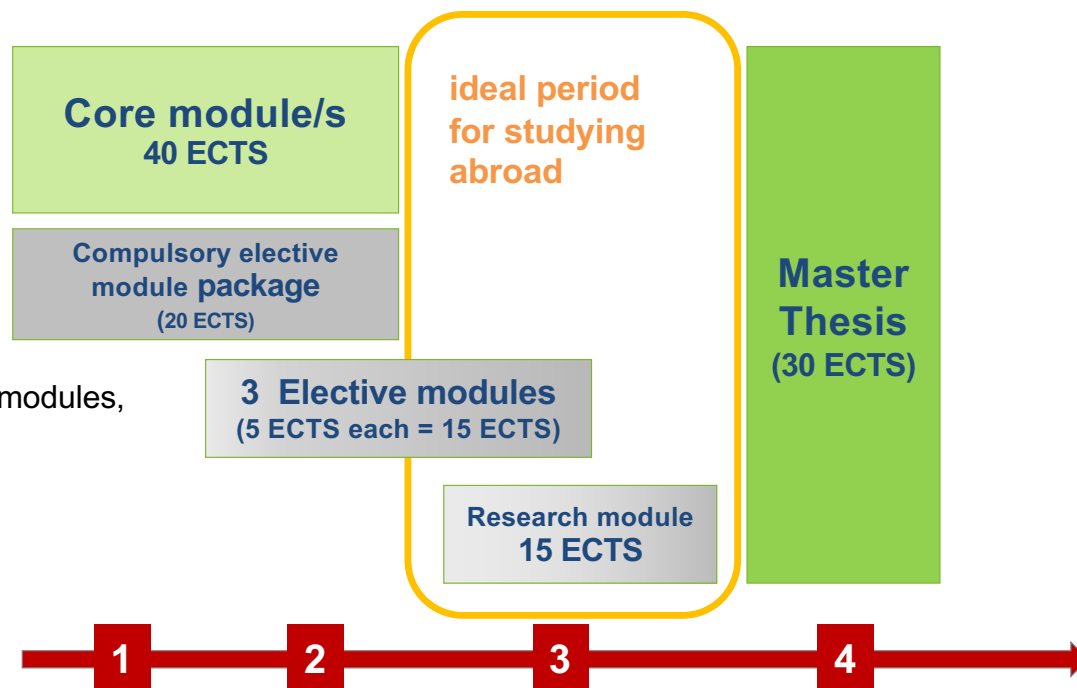 ideal period
for studying
abroad
Core module/s
40 ECTS
Compulsory elective
module package
(20 ECTS)
Master
Thesis
(30 ECTS)
modules,
3 Elective modules
(5 ECTS each = 15 ECTS)
Research module
15 ECTS
1 2 3 4